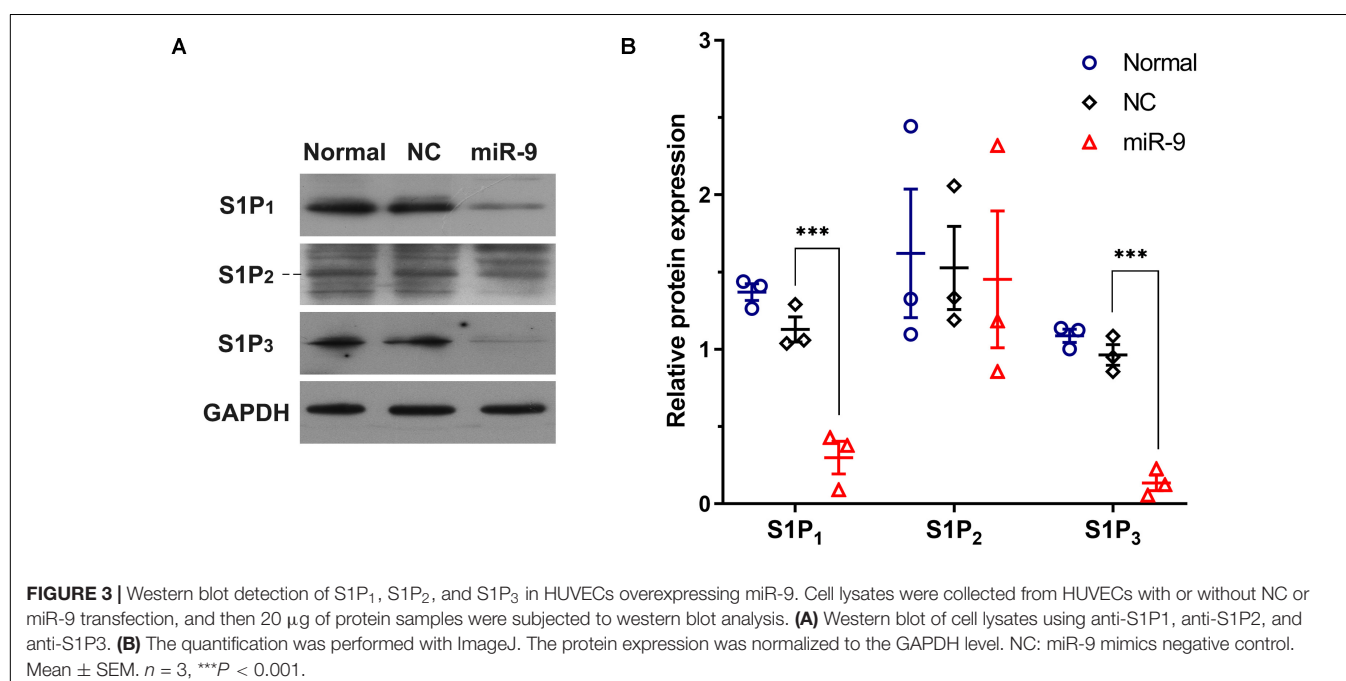 A
Normal NC miR-9
S1P1
S1P2
S1P3
GAPDH
B
Relative protein expression
3
2
1
0
Normal
NC
miR-9
***
***
S1P₁ S1P₂ S1P₃
FIGURE 3 | Western blot detection of S1P₁, S1P₂, and S1P₃ in HUVECs overexpressing miR-9. Cell lysates were collected from HUVECs with or without NC or
miR-9 transfection, and then 20 μg of protein samples were subjected to western blot analysis. (A) Western blot of cell lysates using anti-S1P1, anti-S1P2, and
anti-S1P3. (B) The quantification was performed with ImageJ. The protein expression was normalized to the GAPDH level. NC: miR-9 mimics negative control.
Mean ± SEM. n = 3, ***P < 0.001.